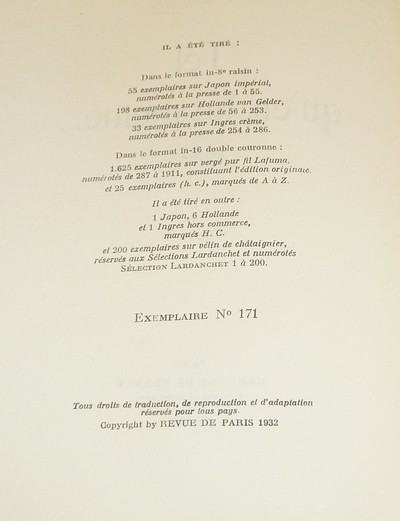 IL A ÉTÉ TIRÉ :
Dans le format in-8º raisin :
55 exemplaires sur Japon impérial,
numérotés à la presse de 1 à 55.
198 exemplaires sur Hollande van Gelder,
numérotés à la presse de 56 à 253.
33 exemplaires sur Ingres crème,
numérotés à la presse de 254 à 286.
Dans le format in-16 double couronne :
1.625 exemplaires sur vergé pur fil Lafuma,
numérotés de 287 à 1911, constituant l'édition originale.
et 25 exemplaires (h. c.), marqués de A à Z.
Il a été tiré en outre :
1 Japon, 6 Hollande
et 1 Ingres hors commerce,
marqués H. C.
et 200 exemplaires sur vélin de châtaignier,
réservés aux Sélections Lardanchet et numérotés
SÉLECTION LARDANCHET 1 à 200.
EXEMPLAIRE Nº 171
Tous droits de traduction, de reproduction et d'adaptation
réservés pour tous pays.
Copyright by REVUE DE PARIS 1932